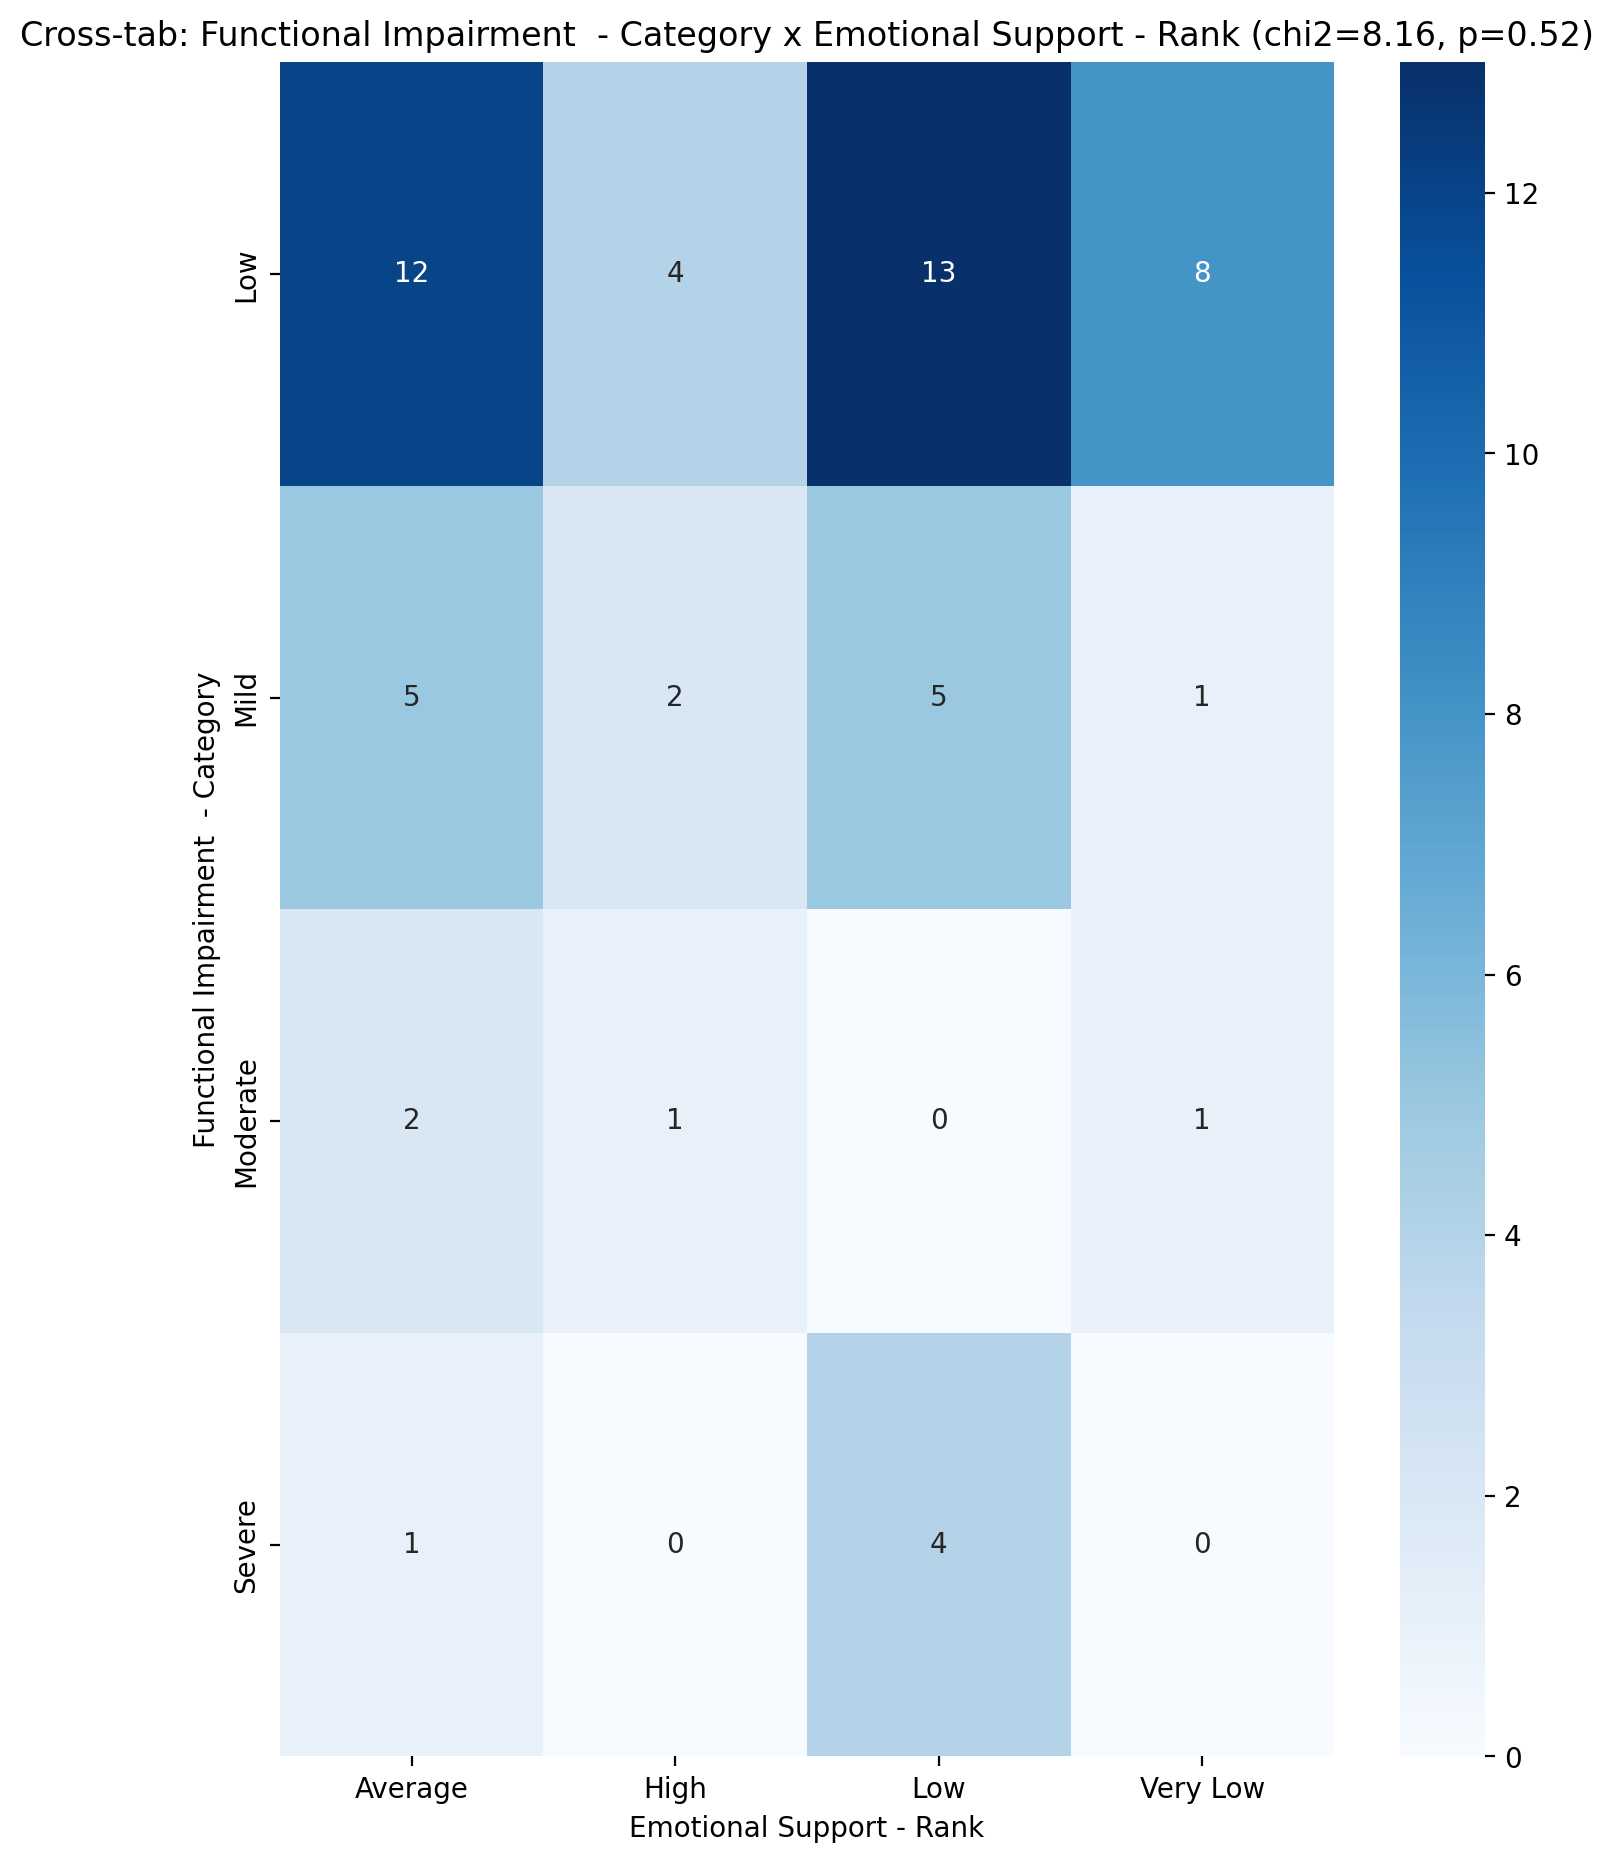 Cross-tab: Functional Impairment  - Category x Emotional Support - Rank (chi2=8.16, p=0.52)
Functional Impairment  - Category
Low
12 4 13 8
Mild
5 2 5 1
Moderate
2 1 0 1
Severe
1 0 4 0
Average High Low Very Low
Emotional Support - Rank
12
10
8
6
4
2
0